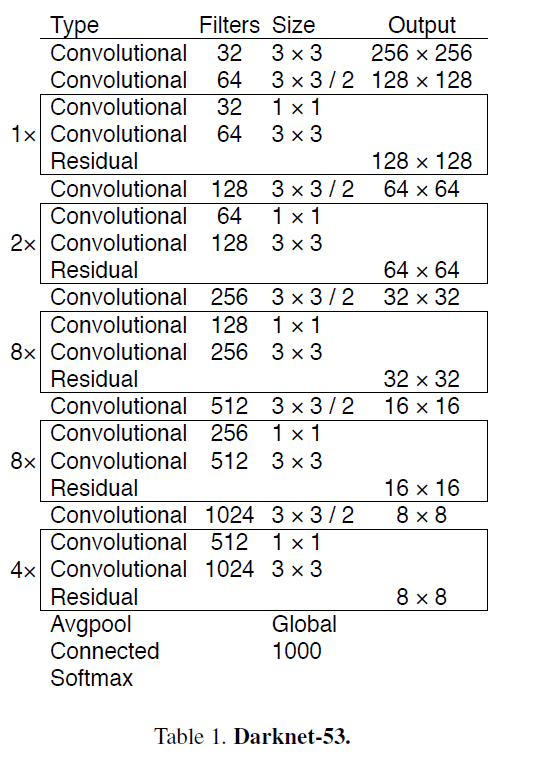 Type Filters Size Output
Convolutional 32 3 × 3 256 × 256
Convolutional 64 3 × 3 / 2 128 × 128
Convolutional 32 1 × 1
1× Convolutional 64 3 × 3
Residual 128 × 128
Convolutional 128 3 × 3 / 2 64 × 64
Convolutional 64 1 × 1
2× Convolutional 128 3 × 3
Residual 64 × 64
Convolutional 256 3 × 3 / 2 32 × 32
Convolutional 128 1 × 1
8× Convolutional 256 3 × 3
Residual 32 × 32
Convolutional 512 3 × 3 / 2 16 × 16
Convolutional 256 1 × 1
8× Convolutional 512 3 × 3
Residual 16 × 16
Convolutional 1024 3 × 3 / 2 8 × 8
Convolutional 512 1 × 1
4× Convolutional 1024 3 × 3
Residual 8 × 8
Avgpool Global
Connected 1000
Softmax
Table 1. Darknet-53.